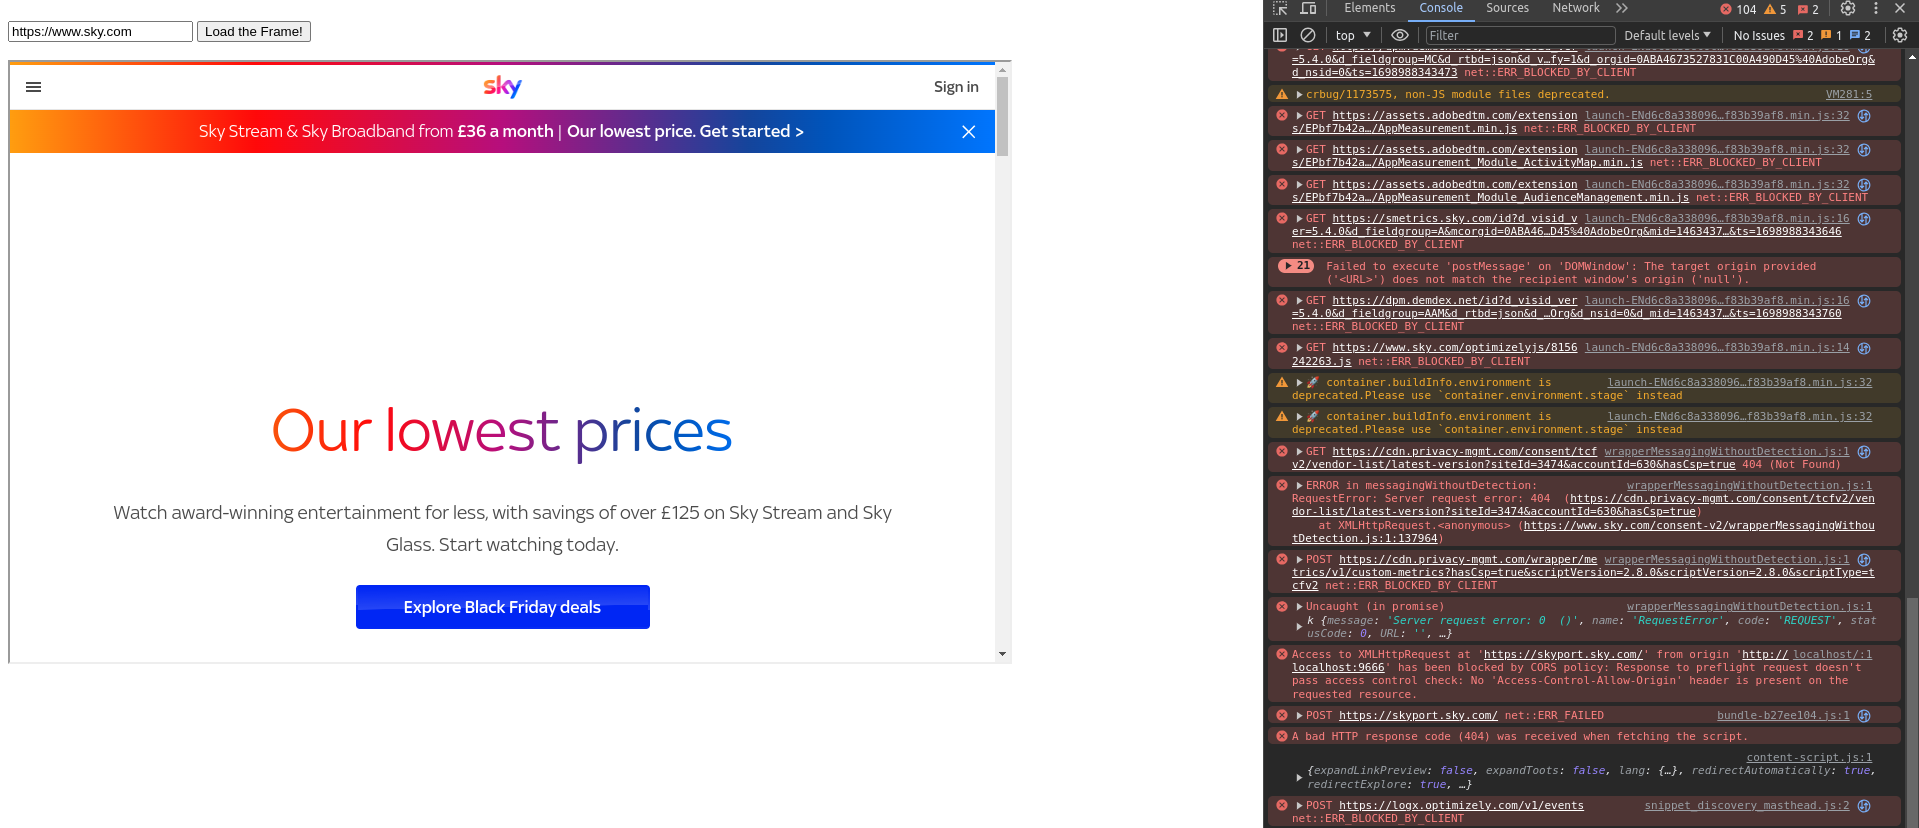 https://www.sky.com Load the Frame!
sky
Sign in
Sky Stream & Sky Broadband from £36 a month | Our lowest price. Get started >
Our lowest prices
Watch award-winning entertainment for less, with savings of over £125 on Sky Stream and Sky
Glass. Start watching today.
Explore Black Friday deals
Elements Console Sources Network 104 5 2
top Filter Default levels No Issues 2 1 2
=5.4.0&d_fieldgroup=MC&d_rtbd=json&d_v…fy=1&d_orgid=0ABA4673527831C00A490D45%40AdobeOrg&
d_nsid=0&ts=1698988343473 net::ERR_BLOCKED_BY_CLIENT
crbug/1173575, non-JS module files deprecated. VM281:5
GET https://assets.adobedtm.com/extension launch-ENd6c8a338096…f83b39af8.min.js:32
s/EPbf7b42a…/AppMeasurement.min.js net::ERR_BLOCKED_BY_CLIENT
GET https://assets.adobedtm.com/extension launch-ENd6c8a338096…f83b39af8.min.js:32
s/EPbf7b42a…/AppMeasurement_Module_ActivityMap.min.js net::ERR_BLOCKED_BY_CLIENT
GET https://assets.adobedtm.com/extension launch-ENd6c8a338096…f83b39af8.min.js:32
s/EPbf7b42a…/AppMeasurement_Module_AudienceManagement.min.js net::ERR_BLOCKED_BY_CLIENT
GET https://smetrics.sky.com/id?d_visid_v launch-ENd6c8a338096…f83b39af8.min.js:16
er=5.4.0&d_fieldgroup=A&mcorgid=0ABA46…D45%40AdobeOrg&mid=1463437…&ts=1698988343646
net::ERR_BLOCKED_BY_CLIENT
21 Failed to execute 'postMessage' on 'DOMWindow': The target origin provided
('<URL>') does not match the recipient window's origin ('null').
GET https://dpm.demdex.net/id?d_visid_ver launch-ENd6c8a338096…f83b39af8.min.js:16
=5.4.0&d_fieldgroup=AAM&d_rtbd=json&d_…Org&d_nsid=0&d_mid=1463437…&ts=1698988343760
net::ERR_BLOCKED_BY_CLIENT
GET https://www.sky.com/optimizelyjs/8156 launch-ENd6c8a338096…f83b39af8.min.js:14
242263.js net::ERR_BLOCKED_BY_CLIENT
🚀 container.buildInfo.environment is launch-ENd6c8a338096…f83b39af8.min.js:32
deprecated.Please use `container.environment.stage` instead
🚀 container.buildInfo.environment is launch-ENd6c8a338096…f83b39af8.min.js:32
deprecated.Please use `container.environment.stage` instead
GET https://cdn.privacy-mgmt.com/consent/tcf wrapperMessagingWithoutDetection.js:1
v2/vendor-list/latest-version?siteId=3474&accountId=630&hasCsp=true 404 (Not Found)
ERROR in messagingWithoutDetection: wrapperMessagingWithoutDetection.js:1
RequestError: Server request error: 404 (https://cdn.privacy-mgmt.com/consent/tcfv2/ven
dor-list/latest-version?siteId=3474&accountId=630&hasCsp=true)
at XMLHttpRequest.<anonymous> (https://www.sky.com/consent-v2/wrapperMessagingWithou
tDetection.js:1:137964)
POST https://cdn.privacy-mgmt.com/wrapper/me wrapperMessagingWithoutDetection.js:1
trics/v1/custom-metrics?hasCsp=true&scriptVersion=2.8.0&scriptVersion=2.8.0&scriptType=t
cfv2 net::ERR_BLOCKED_BY_CLIENT
Uncaught (in promise) wrapperMessagingWithoutDetection.js:1
k {message: 'Server request error: 0  ()', name: 'RequestError', code: 'REQUEST', stat
usCode: 0, URL: '', …}
Access to XMLHttpRequest at 'https://skyport.sky.com/' from origin 'http:// localhost/:1
localhost:9666' has been blocked by CORS policy: Response to preflight request doesn't
pass access control check: No 'Access-Control-Allow-Origin' header is present on the
requested resource.
POST https://skyport.sky.com/ net::ERR_FAILED bundle-b27ee104.js:1
A bad HTTP response code (404) was received when fetching the script.
content-script.js:1
{expandLinkPreview: false, expandToots: false, lang: {…}, redirectAutomatically: true,
redirectExplore: true, …}
POST https://logx.optimizely.com/v1/events snippet_discovery_masthead.js:2
net::ERR_BLOCKED_BY_CLIENT